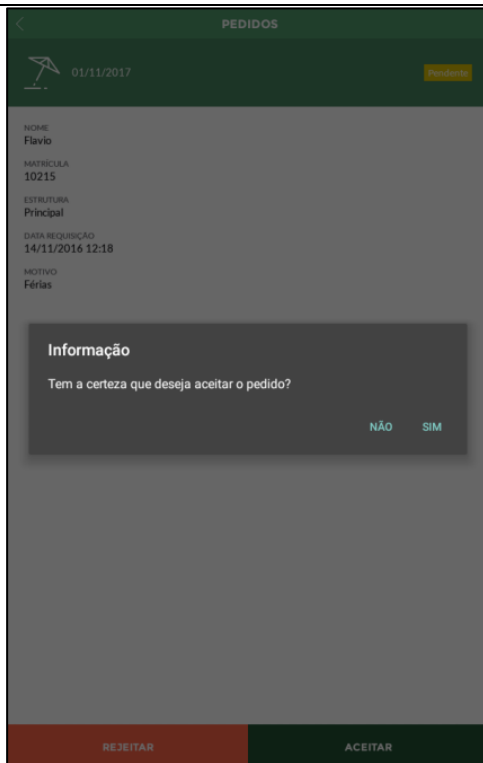 PEDIDOS
01/11/2017
Pendente
NOME
Flavio
MATRÍCULA
10215
ESTRUTURA
Principal
DATA REQUISIÇÃO
14/11/2016 12:18
MOTIVO
Férias
Informação
Tem a certeza que deseja aceitar o pedido?
NÃO SIM
REJEITAR ACEITAR